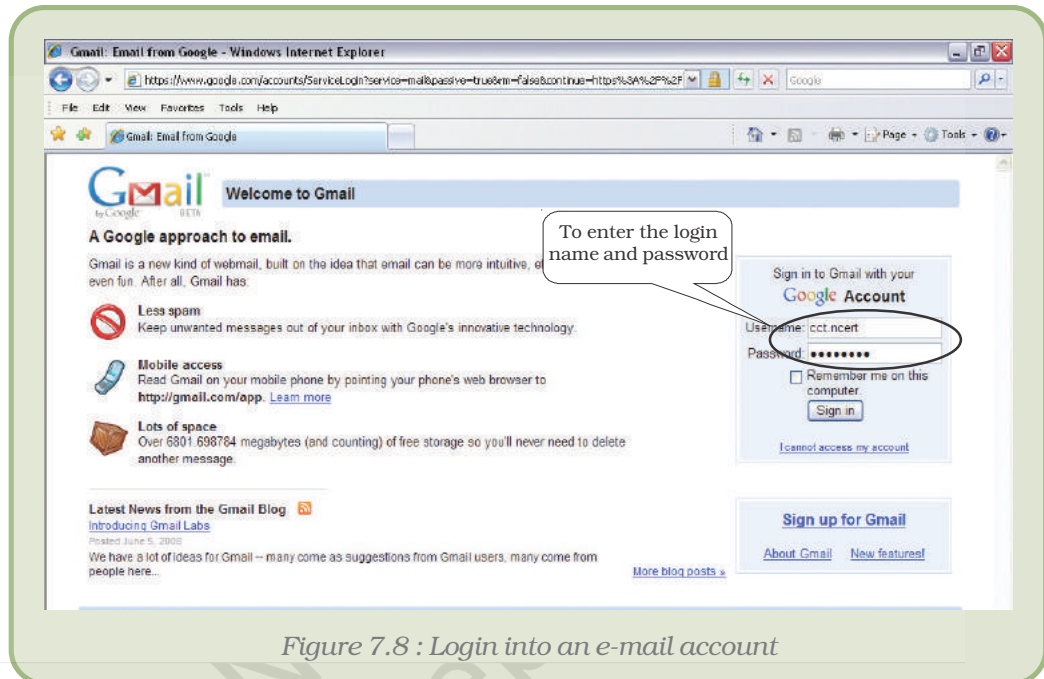 Gmail: Email from Google - Windows Internet Explorer
https://www.google.com/accounts/ServiceLogin?service=mail&passive=true&rm=false&continue=https%3A%2F%2F
Google
File Edit View Favorites Tools Help
Gmail: Email from Google
Page Tools
Gmail
by Google BETA
Welcome to Gmail
A Google approach to email.
Gmail is a new kind of webmail, built on the idea that email can be more intuitive,
even fun. After all, Gmail has:
Less spam
Keep unwanted messages out of your inbox with Google's innovative technology.
Mobile access
Read Gmail on your mobile phone by pointing your phone's web browser to
http://gmail.com/app. Learn more
Lots of space
Over 6801.698784 megabytes (and counting) of free storage so you'll never need to delete
another message.
Latest News from the Gmail Blog
Introducing Gmail Labs
Posted June 5, 2008
We have a lot of ideas for Gmail -- many come as suggestions from Gmail users, many come from
people here...
More blog posts »
To enter the login
name and password
Sign in to Gmail with your
Google Account
Username: cct.ncert
Password: ••••••••
Remember me on this
computer.
Sign in
I cannot access my account
Sign up for Gmail
About Gmail New features!
Figure 7.8 : Login into an e-mail account